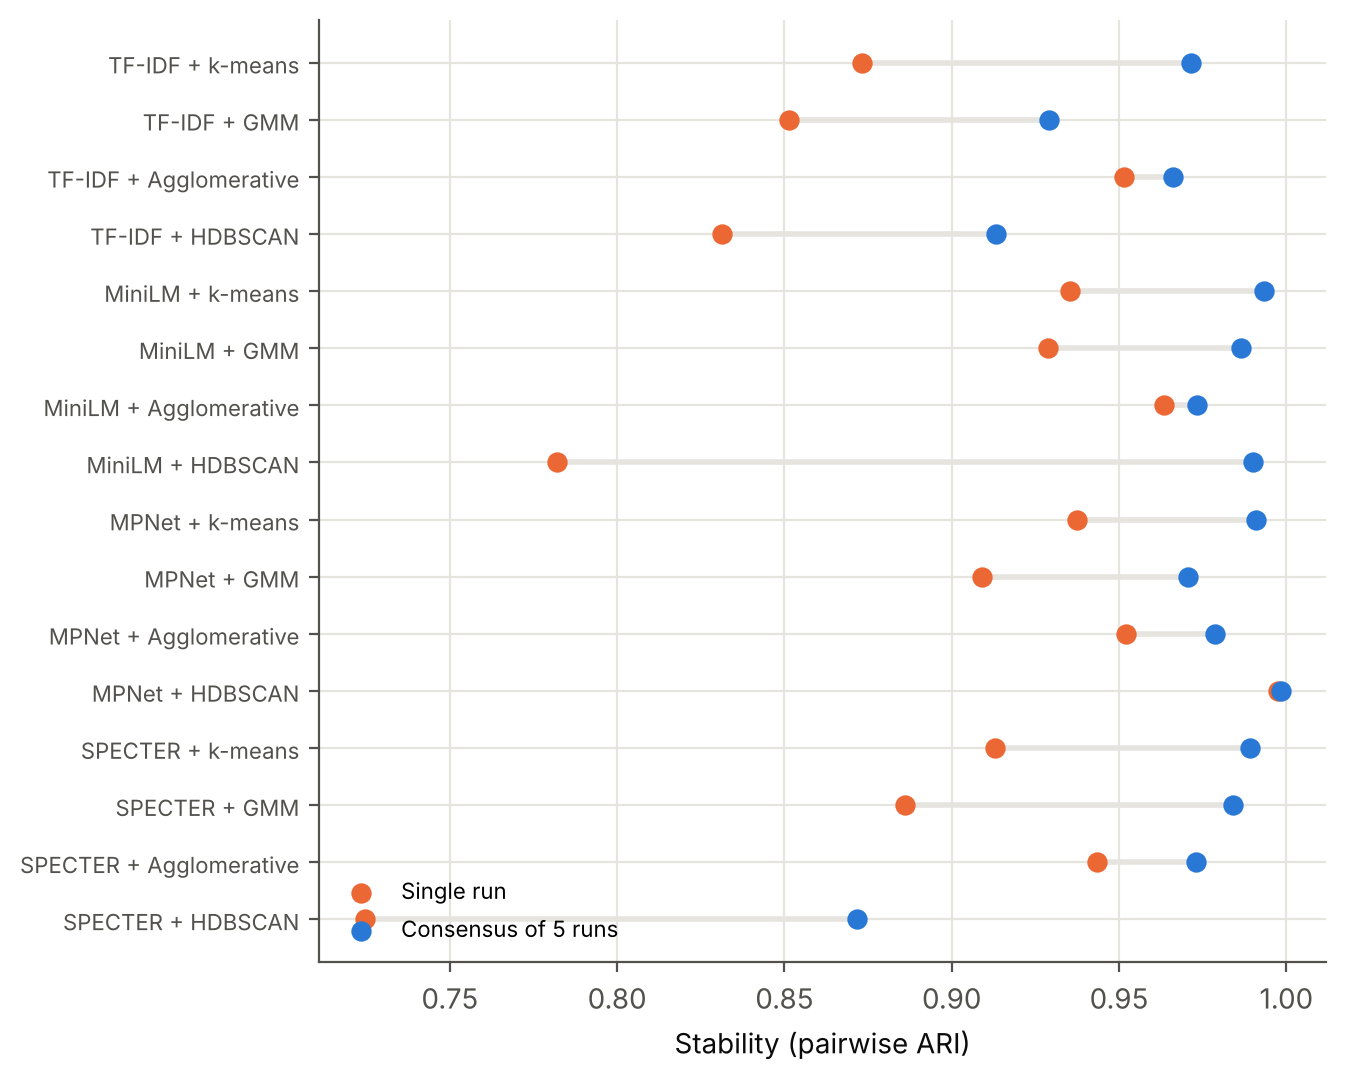 TF-IDF + k-means
TF-IDF + GMM
TF-IDF + Agglomerative
TF-IDF + HDBSCAN
MiniLM + k-means
MiniLM + GMM
MiniLM + Agglomerative
MiniLM + HDBSCAN
MPNet + k-means
MPNet + GMM
MPNet + Agglomerative
MPNet + HDBSCAN
SPECTER + k-means
SPECTER + GMM
SPECTER + Agglomerative
SPECTER + HDBSCAN
Single run
Consensus of 5 runs
0.75 0.80 0.85 0.90 0.95 1.00
Stability (pairwise ARI)